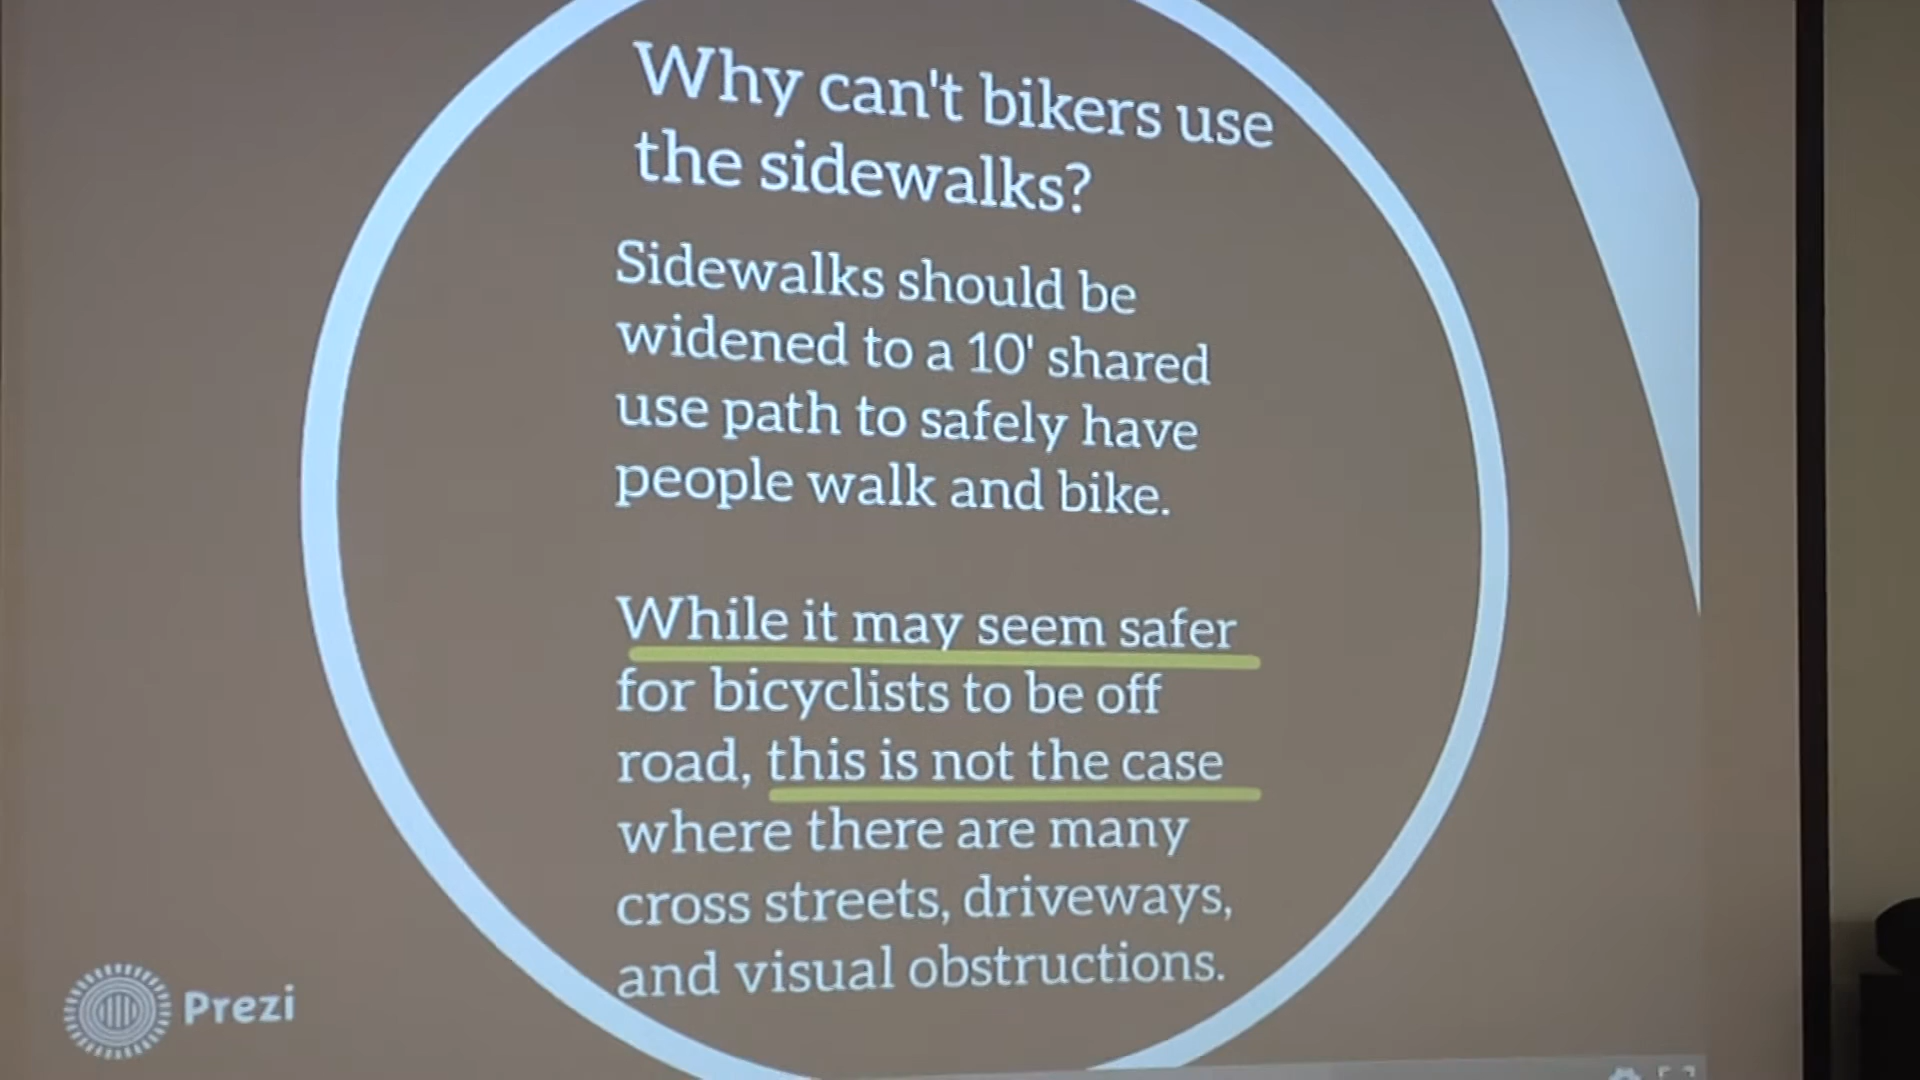 Why can't bikers use
the sidewalks?
Sidewalks should be
widened to a 10' shared
use path to safely have
people walk and bike.
While it may seem safer
for bicyclists to be off
road, this is not the case
where there are many
cross streets, driveways,
and visual obstructions.
Prezi